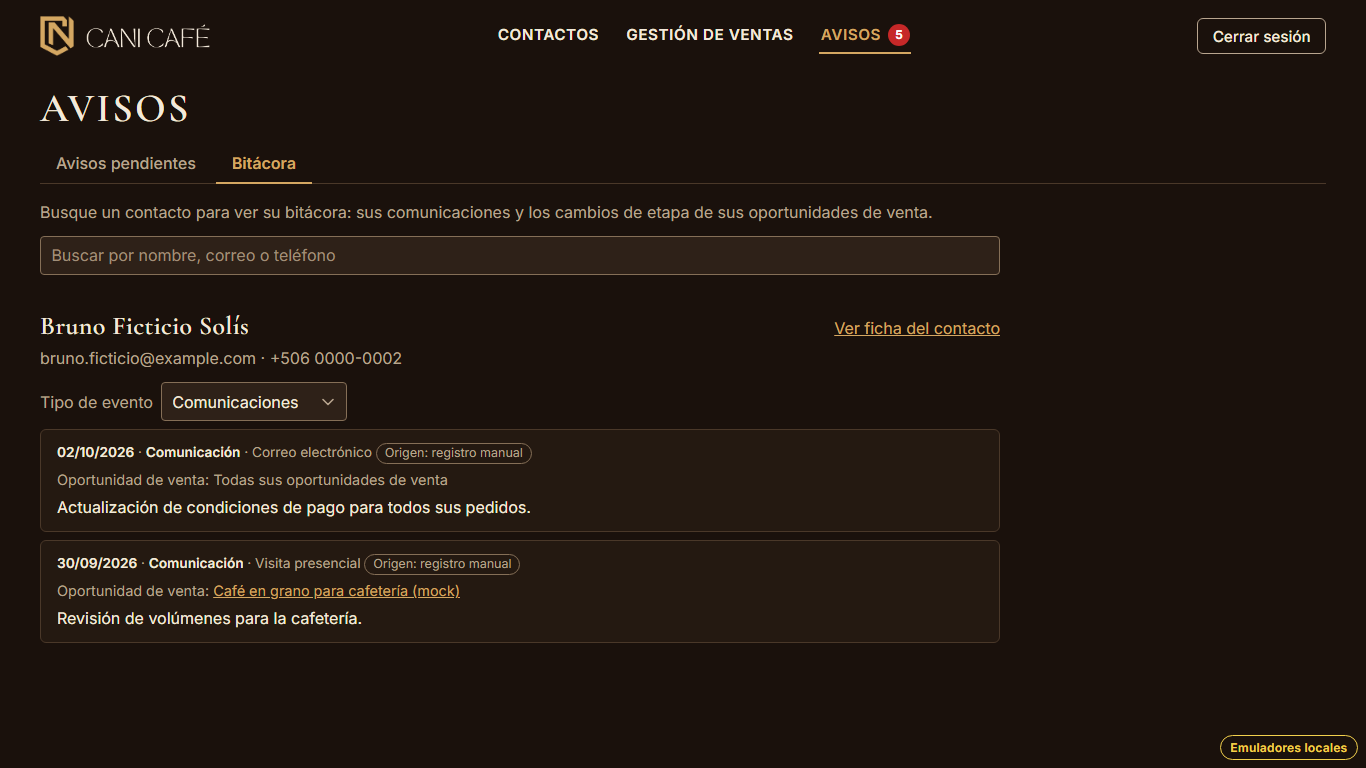 CANI CAFÉ
CONTACTOS GESTIÓN DE VENTAS AVISOS 5
Cerrar sesión
AVISOS
Avisos pendientes Bitácora
Busque un contacto para ver su bitácora: sus comunicaciones y los cambios de etapa de sus oportunidades de venta.
Buscar por nombre, correo o teléfono
Bruno Ficticio Solís
Ver ficha del contacto
bruno.ficticio@example.com · +506 0000-0002
Tipo de evento Comunicaciones
02/10/2026 · Comunicación · Correo electrónico Origen: registro manual
Oportunidad de venta: Todas sus oportunidades de venta
Actualización de condiciones de pago para todos sus pedidos.
30/09/2026 · Comunicación · Visita presencial Origen: registro manual
Oportunidad de venta: Café en grano para cafetería (mock)
Revisión de volúmenes para la cafetería.
Emuladores locales